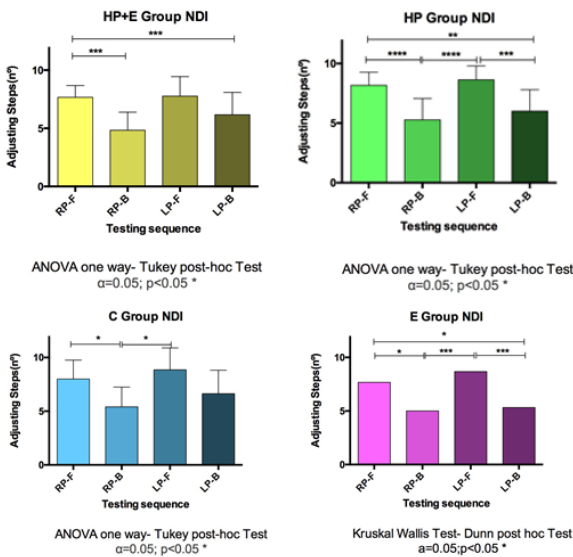 HP+E Group NDI
***
***
Adjusting Steps(nº)
10
5
0
RP-F
RP-B
LP-F
LP-B
Testing sequence
ANOVA one way- Tukey post-hoc Test
α=0.05; p<0.05 *
HP Group NDI
**
**** **** ***
Adjusting Steps(nº)
10
5
0
RP-F
RP-B
LP-F
LP-B
Testing sequence
ANOVA one way- Tukey post-hoc Test
α=0.05; p<0.05 *
C Group NDI
* *
Adjusting Steps(nº)
10
5
0
RP-F
RP-B
LP-F
LP-B
Testing sequence
ANOVA one way- Tukey post-hoc Test
α=0.05; p<0.05 *
E Group NDI
*
* *** ***
Adjusting Steps(nº)
10
5
0
RP-F
RP-B
LP-F
LP-B
Testing sequence
Kruskal Wallis Test- Dunn post hoc Test
a=0.05;p<0.05 *